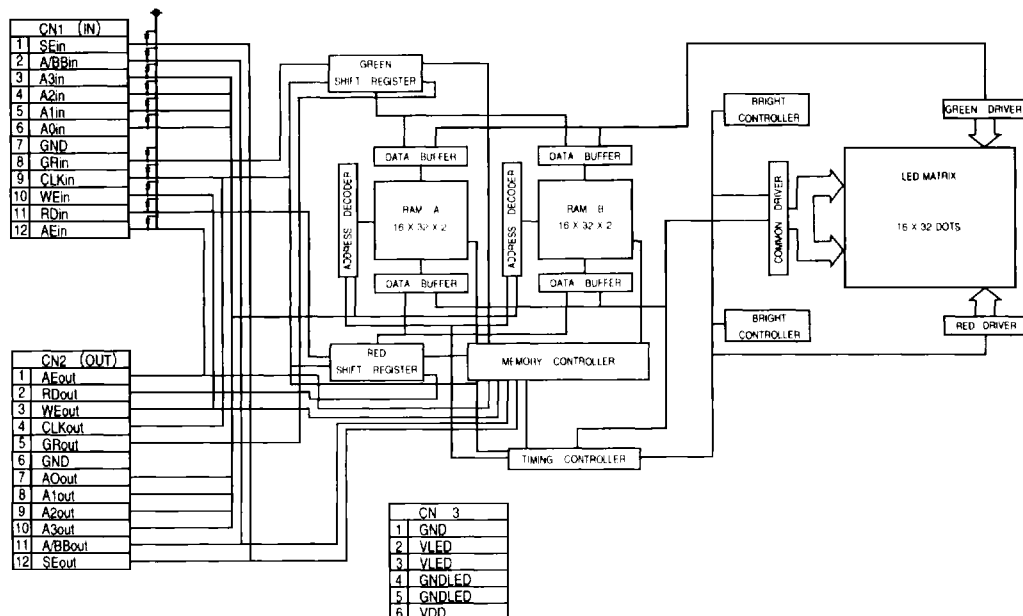 CN1 (IN)
1 SEin
2 A/BBin
3 A3in
4 A2in
5 A1in
6 A0in
7 GND
8 GRin
9 CLKin
10 WEin
11 RDin
12 AEin
CN2 (OUT)
1 AEout
2 RDout
3 WEout
4 CLKout
5 GRout
6 GND
7 AOout
8 A1out
9 A2out
10 A3out
11 A/BBout
12 SEout
GREEN
SHIFT REGISTER
DATA BUFFER
ADDRESS DECODER
RAM A
16 X 32 X 2
DATA BUFFER
RED
SHIFT REGISTER
DATA BUFFER
ADDRESS DECODER
RAM B
16 X 32 X 2
DATA BUFFER
MEMORY CONTROLLER
TIMING CONTROLLER
BRIGHT
CONTROLLER
COMMON DRIVER
BRIGHT
CONTROLLER
GREEN DRIVER
LED MATRIX
16 X 32 DOTS
RED DRIVER
CN 3
1 GND
2 VLED
3 VLED
4 GNDLED
5 GNDLED
6 VDD